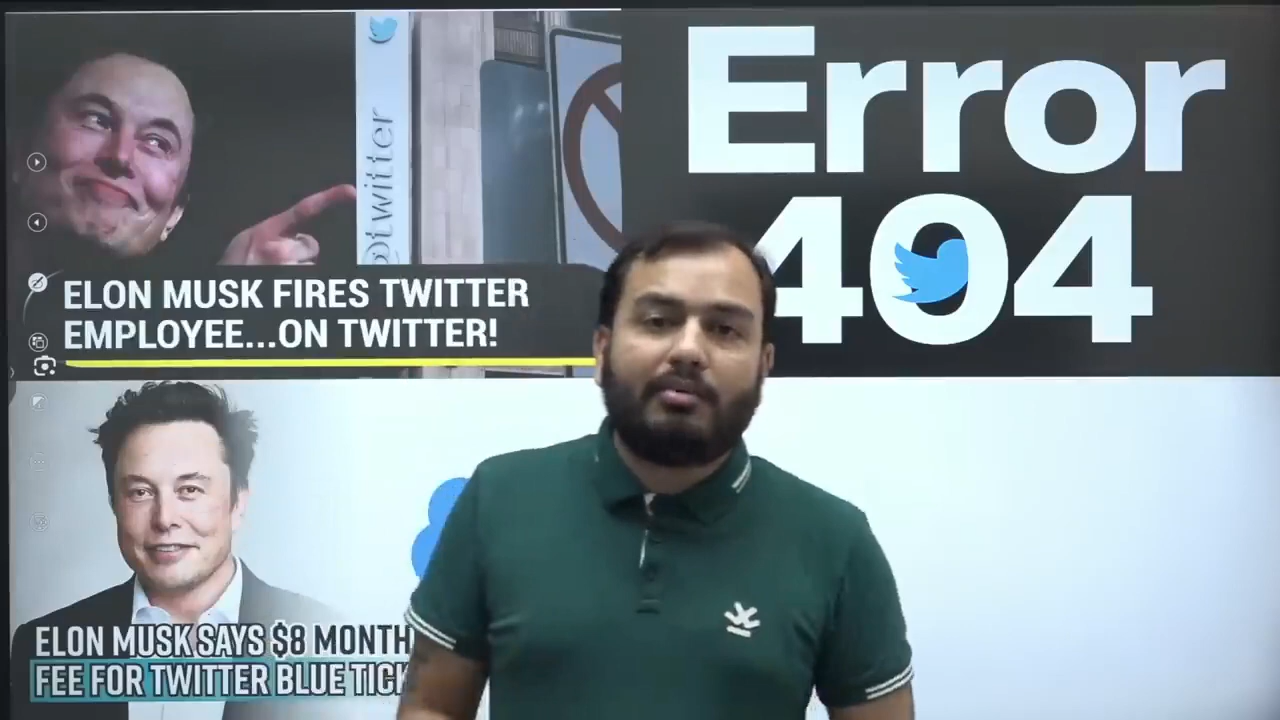 @twitter
ELON MUSK FIRES TWITTER
EMPLOYEE...ON TWITTER!
Error
404
ELON MUSK SAYS $8 MONTH
FEE FOR TWITTER BLUE TICK